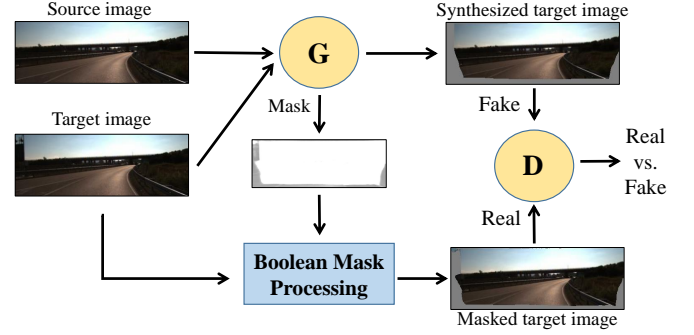 Source image
Synthesized target image
G
Mask
Fake
Target image
D
Real
vs.
Fake
Real
Boolean Mask
Processing
Masked target image